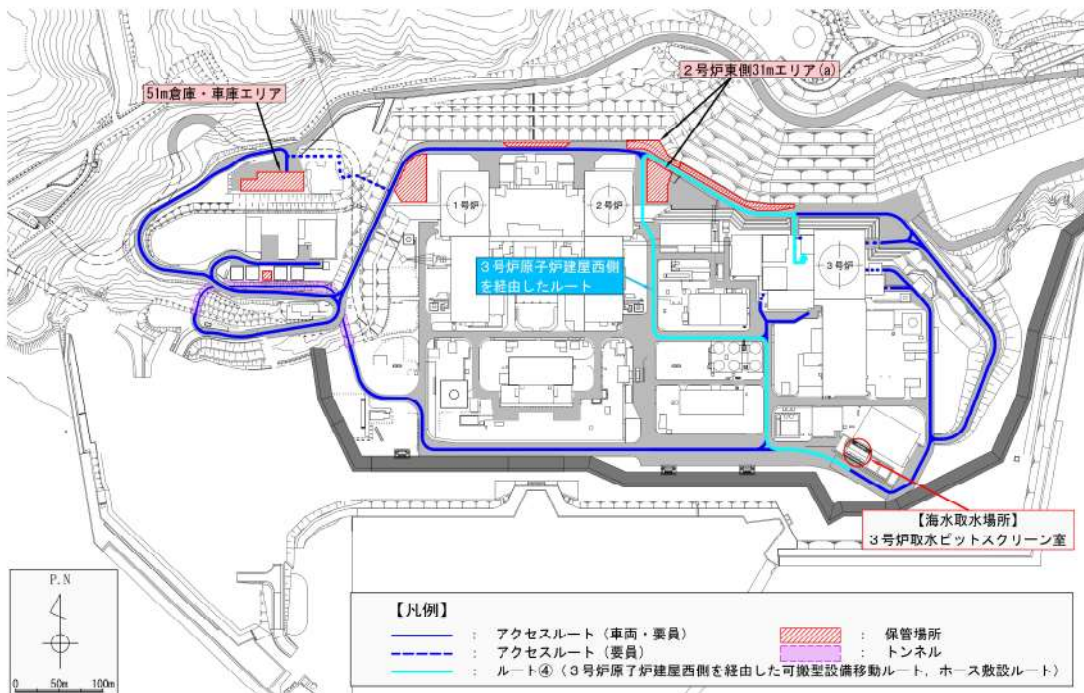 ２号炉東側31mエリア(a)
51m倉庫・車庫エリア
1号炉
2号炉
３号炉
３号炉原子炉建屋西側
を経由したルート
【海水取水場所】
３号炉取水ピットスクリーン室
P.N
0 50m 100m
【凡例】
： アクセスルート（車両・要員）
： アクセスルート（要員）
： ルート④（３号炉原子炉建屋西側を経由した可搬型設備移動ルート，ホース敷設ルート）
： 保管場所
： トンネル